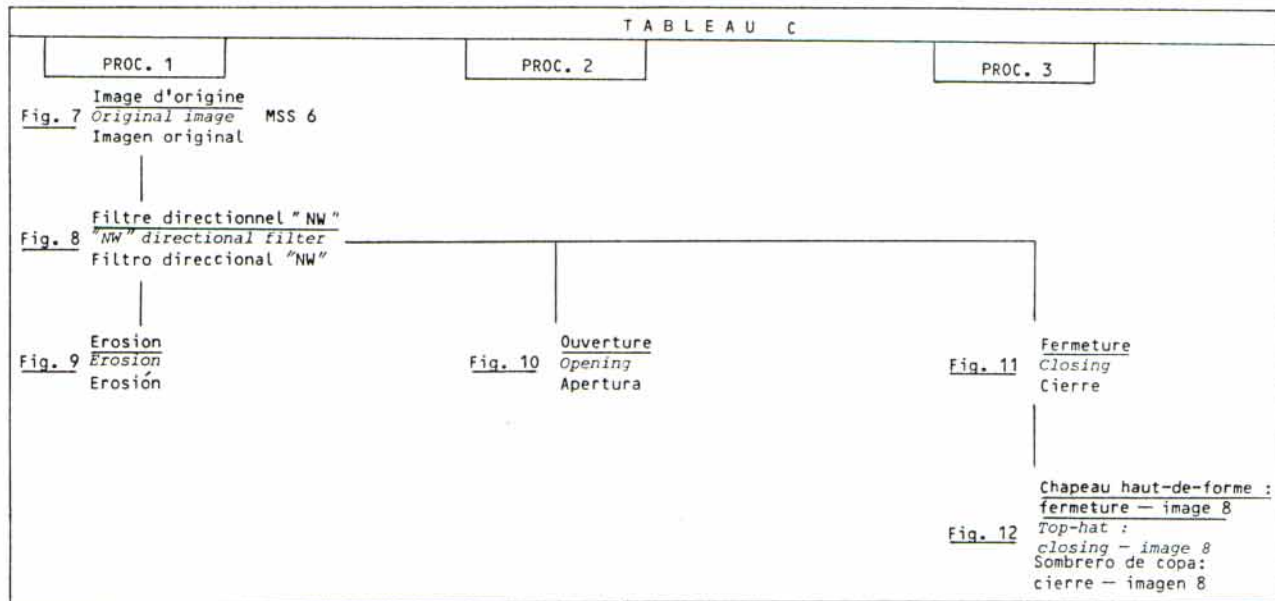 TABLEAU C
PROC. 1
PROC. 2
PROC. 3
Image d'origine
Fig. 7 Original image MSS 6
Imagen original
Filtre directionnel "NW"
Fig. 8 "NW" directional filter
Filtro direccional "NW"
Erosion
Fig. 9 Erosion
Erosión
Ouverture
Fig. 10 Opening
Apertura
Fermeture
Fig. 11 Closing
Cierre
Chapeau haut-de-forme :
fermeture — image 8
Fig. 12 Top-hat :
closing — image 8
Sombrero de copa:
cierre — imagen 8